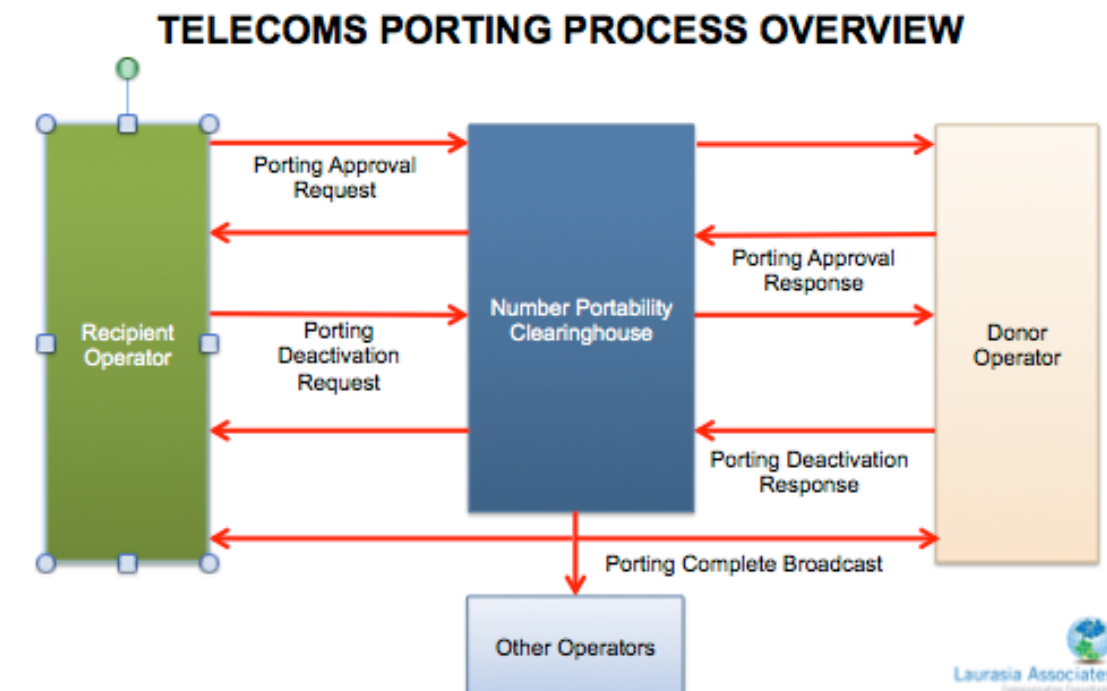 TELECOMS PORTING PROCESS OVERVIEW
Porting Approval
Request
Porting Approval
Response
Number Portability
Clearinghouse
Recipient
Operator
Porting
Deactivation
Request
Donor
Operator
Porting Deactivation
Response
Porting Complete Broadcast
Other Operators
Laurasia Associates